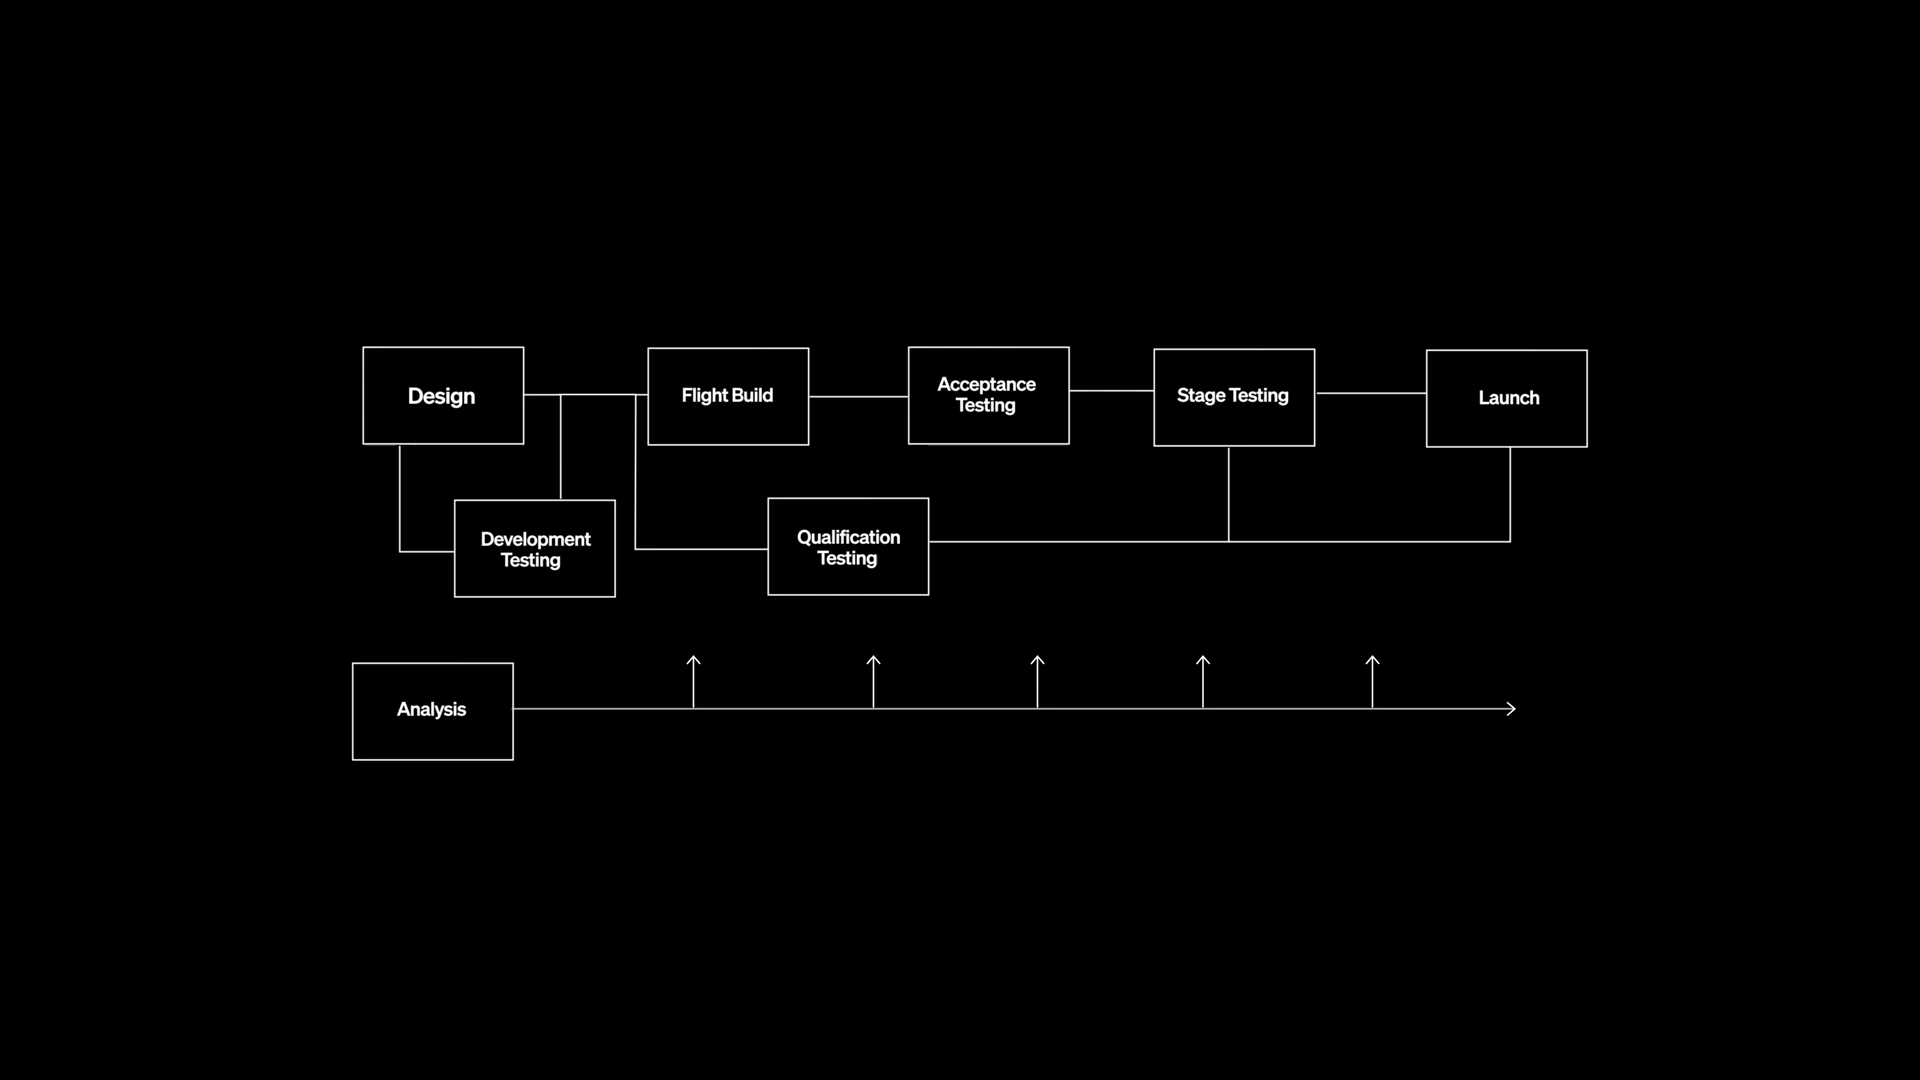 Design
Flight Build
Acceptance
Testing
Stage Testing
Launch
Development
Testing
Qualification
Testing
Analysis